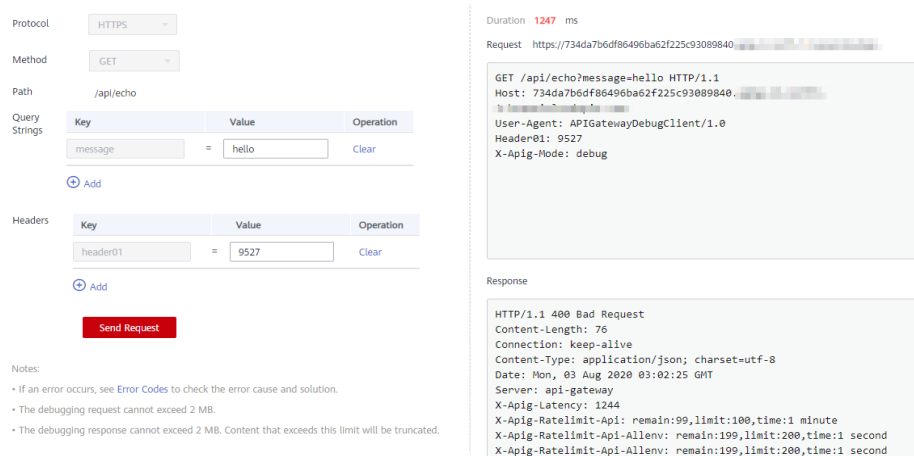 Protocol
HTTPS
Method
GET
Path
/api/echo
Query Strings
Key Value Operation
message = hello Clear
Add
Headers
Key Value Operation
header01 = 9527 Clear
Add
Send Request
Notes:
• If an error occurs, see Error Codes to check the error cause and solution.
• The debugging request cannot exceed 2 MB.
• The debugging response cannot exceed 2 MB. Content that exceeds this limit will be truncated.
Duration 1247 ms
Request https://734da7b6df86496ba62f225c93089840.
GET /api/echo?message=hello HTTP/1.1
Host: 734da7b6df86496ba62f225c93089840.
User-Agent: APIGatewayDebugClient/1.0
Header01: 9527
X-Apig-Mode: debug
Response
HTTP/1.1 400 Bad Request
Content-Length: 76
Connection: keep-alive
Content-Type: application/json; charset=utf-8
Date: Mon, 03 Aug 2020 03:02:25 GMT
Server: api-gateway
X-Apig-Latency: 1244
X-Apig-Ratelimit-Api: remain:99,limit:100,time:1 minute
X-Apig-Ratelimit-Api-Allenv: remain:199,limit:200,time:1 second
X-Apig-Ratelimit-Api-Allenv: remain:199,limit:200,time:1 second